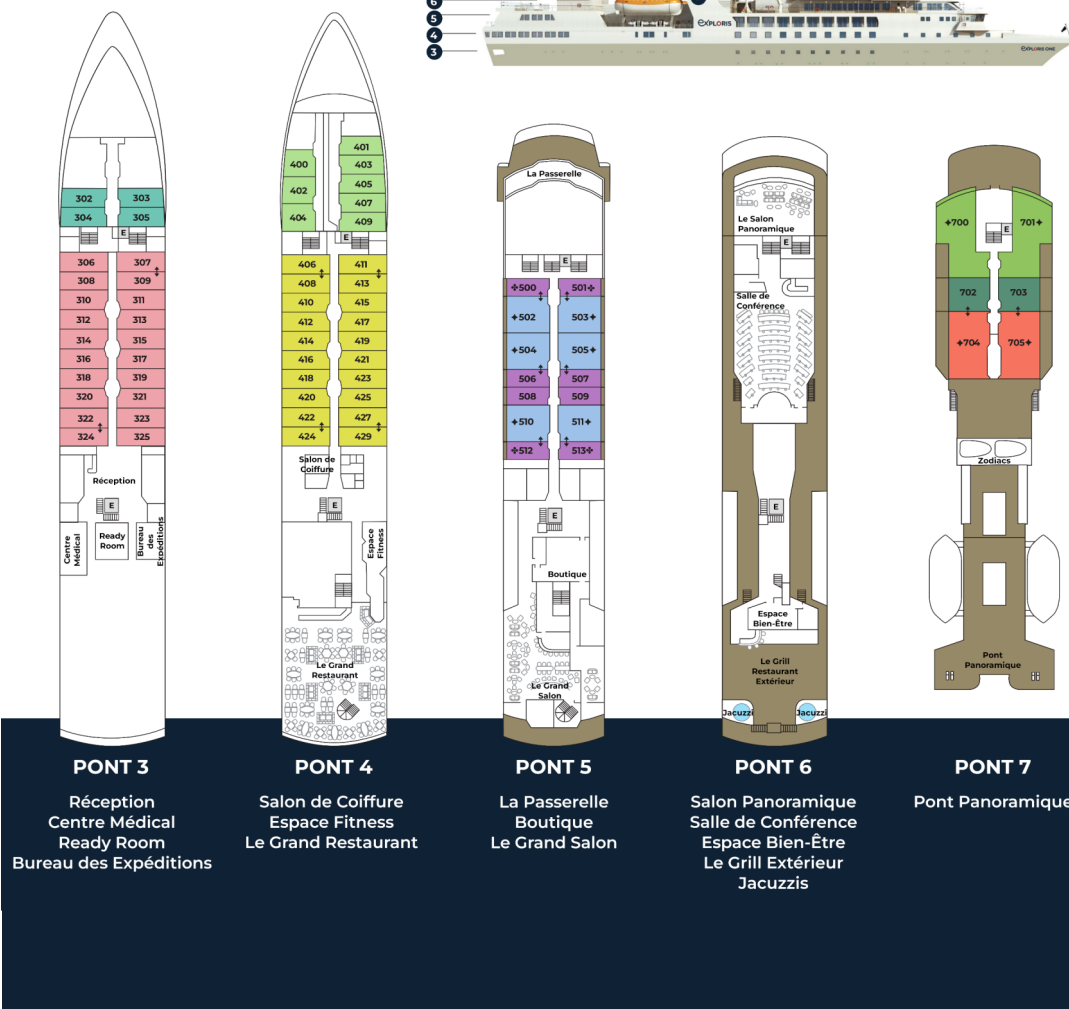 6
5
4
3
EXPLORIS
EXPLORIS ONE
302 303
304 305
E
306 307
308 309
310 311
312 313
314 315
316 317
318 319
320 321
322 323
324 325
Réception
E
Centre
Médical
Ready
Room
Bureau
des
Expéditions
401
400 403
402 405
407
404 409
E
406 411
408 413
410 415
412 417
414 419
416 421
418 423
420 425
422 427
424 429
Salon de
Coiffure
E
Espace
Fitness
Le Grand
Restaurant
La Passerelle
E
500 501
502 503
504 505
506 507
508 509
510 511
512 513
E
Boutique
Le Grand
Salon
Le Salon
Panoramique
E
Salle de
Conférence
E
Espace
Bien-Être
Le Grill
Restaurant
Extérieur
Jacuzzi Jacuzzi
700 701
E
702 703
704 705
Zodiacs
Pont
Panoramique
PONT 3
Réception
Centre Médical
Ready Room
Bureau des Expéditions
PONT 4
Salon de Coiffure
Espace Fitness
Le Grand Restaurant
PONT 5
La Passerelle
Boutique
Le Grand Salon
PONT 6
Salon Panoramique
Salle de Conférence
Espace Bien-Être
Le Grill Extérieur
Jacuzzis
PONT 7
Pont Panoramique